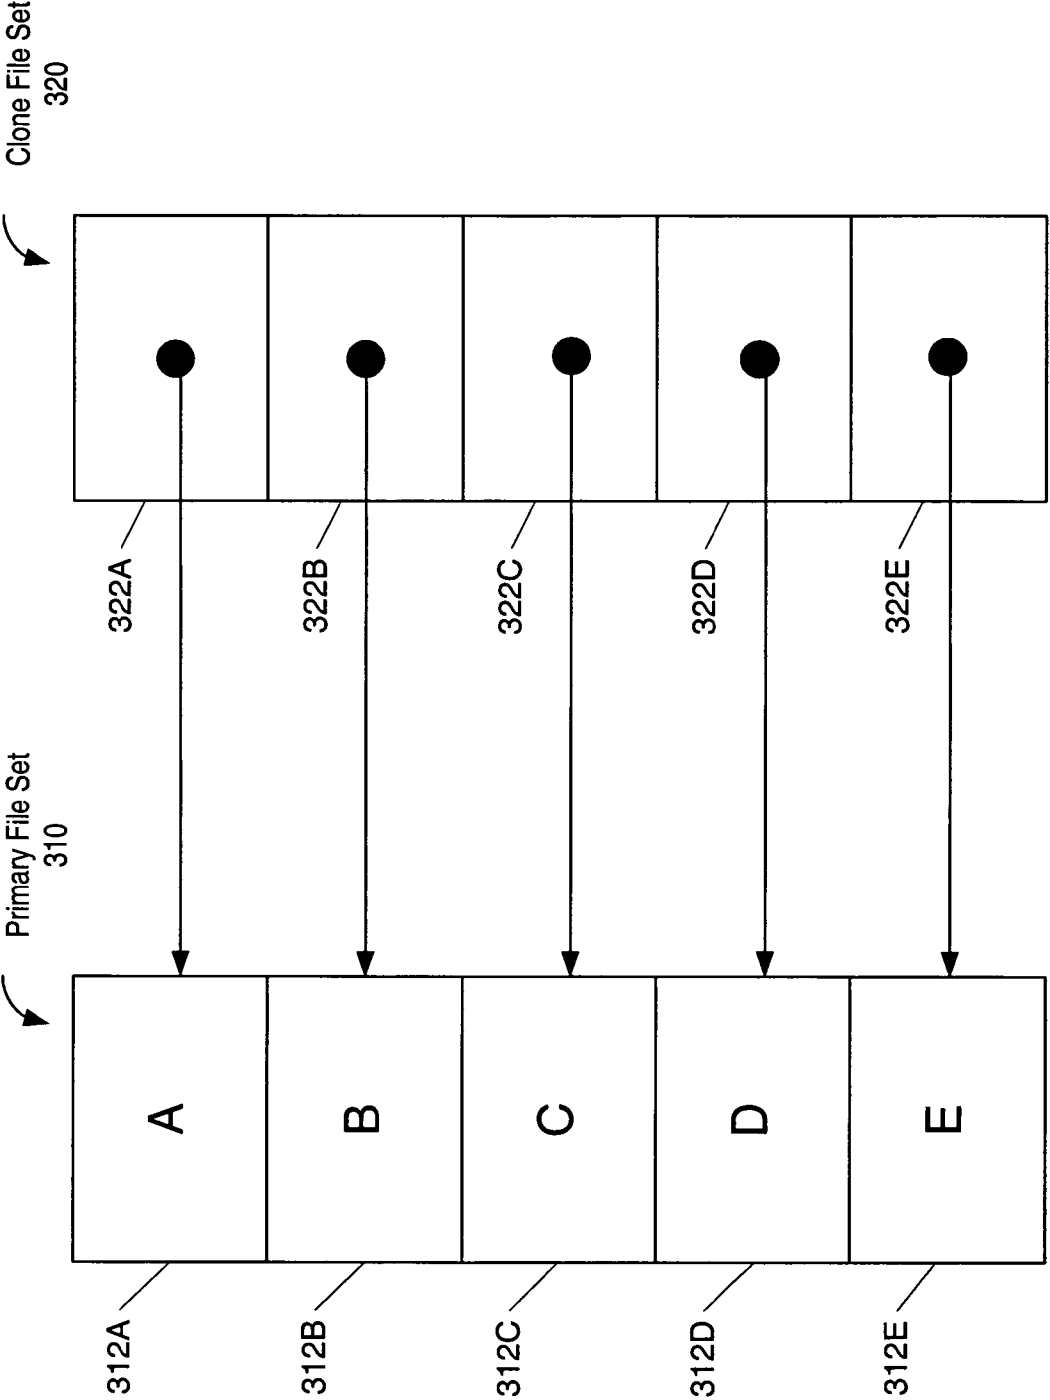 Primary File Set
310
Clone File Set
320
312A
A
322A
312B
B
322B
312C
C
322C
312D
D
322D
312E
E
322E